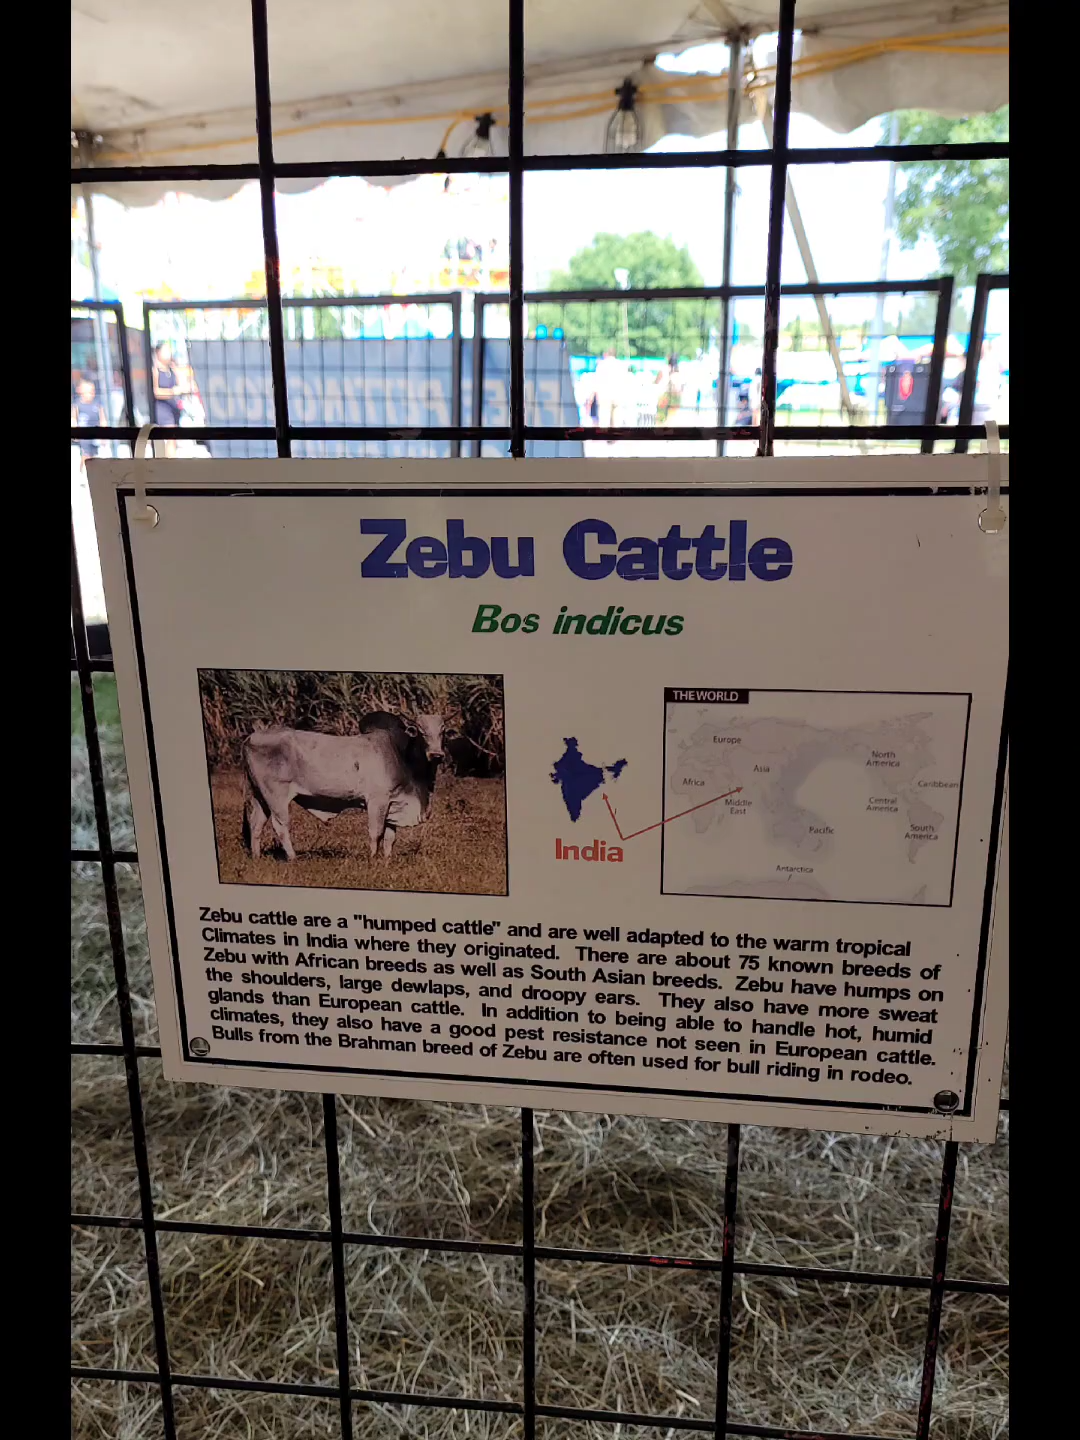 FREE PETTING ZOO
Zebu Cattle
Bos indicus
THE WORLD
Europe
North
America
Asia
Africa
Caribbean
Middle
East
Central
America
Pacific
South
America
Antarctica
India
Zebu cattle are a "humped cattle" and are well adapted to the warm tropical
Climates in India where they originated. There are about 75 known breeds of
Zebu with African breeds as well as South Asian breeds. Zebu have humps on
the shoulders, large dewlaps, and droopy ears. They also have more sweat
glands than European cattle. In addition to being able to handle hot, humid
climates, they also have a good pest resistance not seen in European cattle.
Bulls from the Brahman breed of Zebu are often used for bull riding in rodeo.